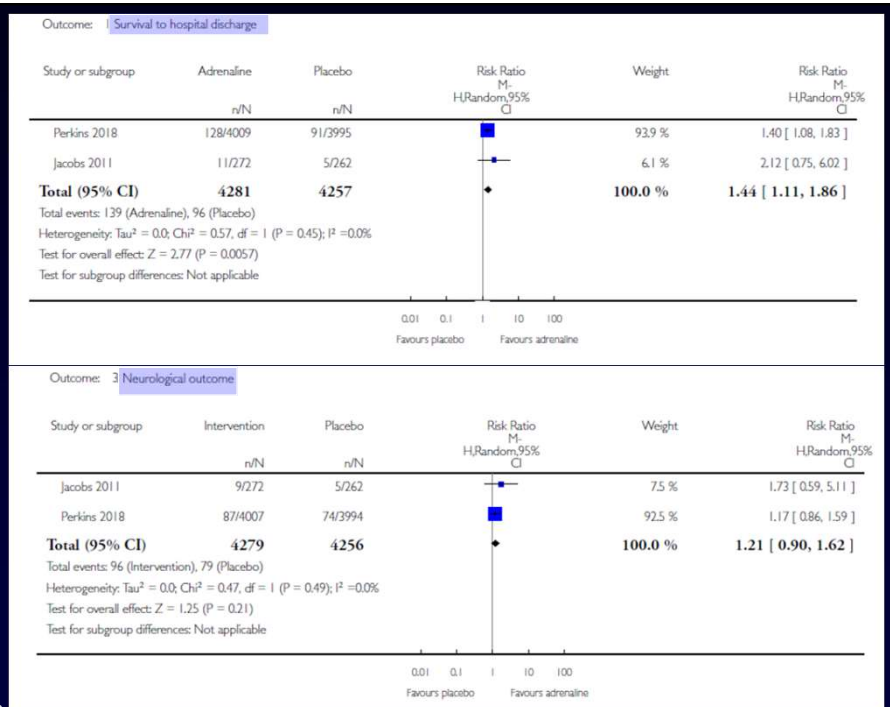 Outcome: 1 Survival to hospital discharge
Study or subgroup Adrenaline Placebo Risk Ratio Weight Risk Ratio
M- M-
H,Random,95% H,Random,95%
n/N n/N CI CI
Perkins 2018 128/4009 91/3995 93.9 % 1.40 [ 1.08, 1.83 ]
Jacobs 2011 11/272 5/262 6.1 % 2.12 [ 0.75, 6.02 ]
Total (95% CI) 4281 4257 100.0 % 1.44 [ 1.11, 1.86 ]
Total events: 139 (Adrenaline), 96 (Placebo)
Heterogeneity: Tau² = 0.0; Chi² = 0.57, df = 1 (P = 0.45); I² =0.0%
Test for overall effect: Z = 2.77 (P = 0.0057)
Test for subgroup differences: Not applicable
0.01 0.1 1 10 100
Favours placebo Favours adrenaline
Outcome: 3 Neurological outcome
Study or subgroup Intervention Placebo Risk Ratio Weight Risk Ratio
M- M-
H,Random,95% H,Random,95%
n/N n/N CI CI
Jacobs 2011 9/272 5/262 7.5 % 1.73 [ 0.59, 5.11 ]
Perkins 2018 87/4007 74/3994 92.5 % 1.17 [ 0.86, 1.59 ]
Total (95% CI) 4279 4256 100.0 % 1.21 [ 0.90, 1.62 ]
Total events: 96 (Intervention), 79 (Placebo)
Heterogeneity: Tau² = 0.0; Chi² = 0.47, df = 1 (P = 0.49); I² =0.0%
Test for overall effect: Z = 1.25 (P = 0.21)
Test for subgroup differences: Not applicable
0.01 0.1 1 10 100
Favours placebo Favours adrenaline